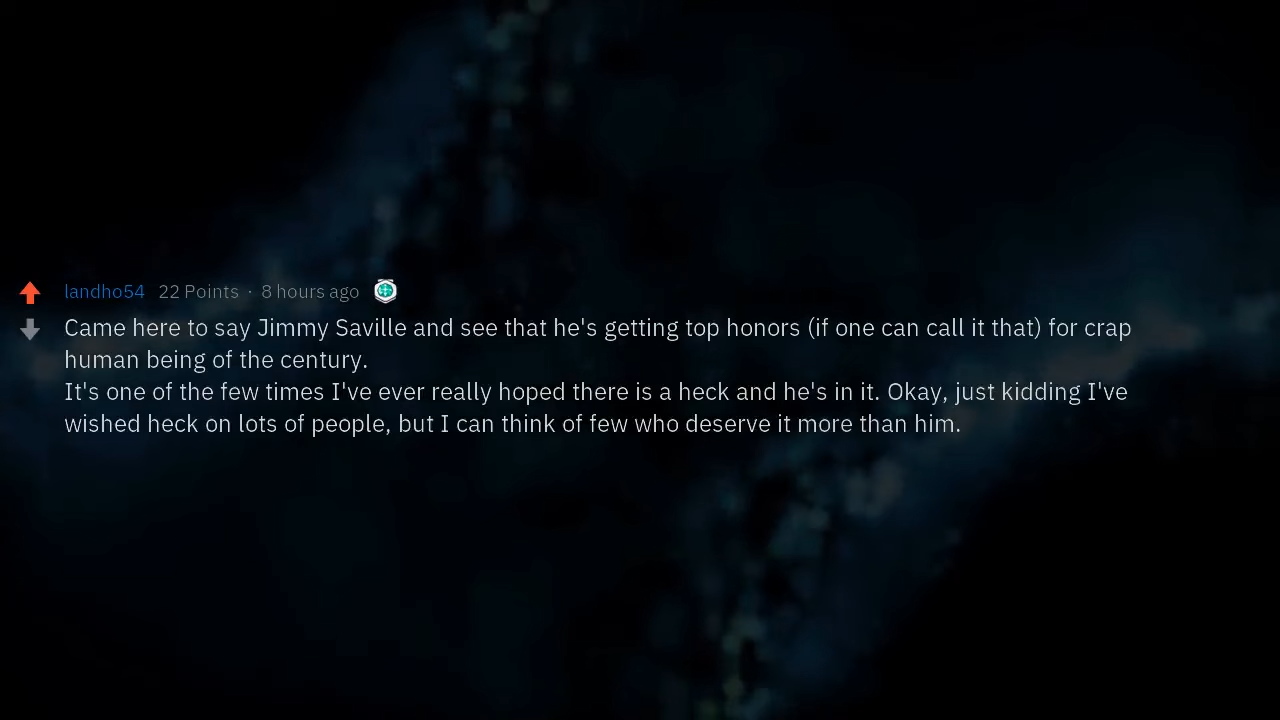 landho54 22 Points · 8 hours ago
Came here to say Jimmy Saville and see that he's getting top honors (if one can call it that) for crap
human being of the century.
It's one of the few times I've ever really hoped there is a heck and he's in it. Okay, just kidding I've
wished heck on lots of people, but I can think of few who deserve it more than him.